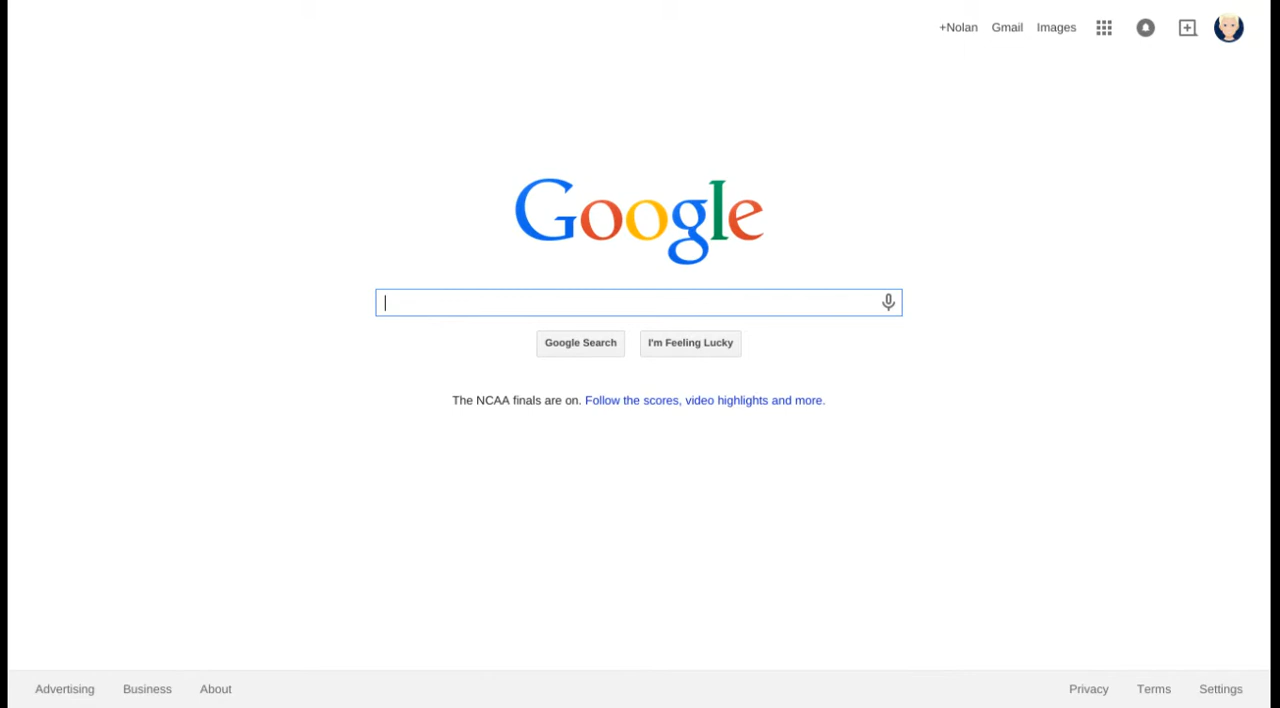 +Nolan Gmail Images
Google
Google Search I'm Feeling Lucky
The NCAA finals are on. Follow the scores, video highlights and more.
Advertising Business About Privacy Terms Settings